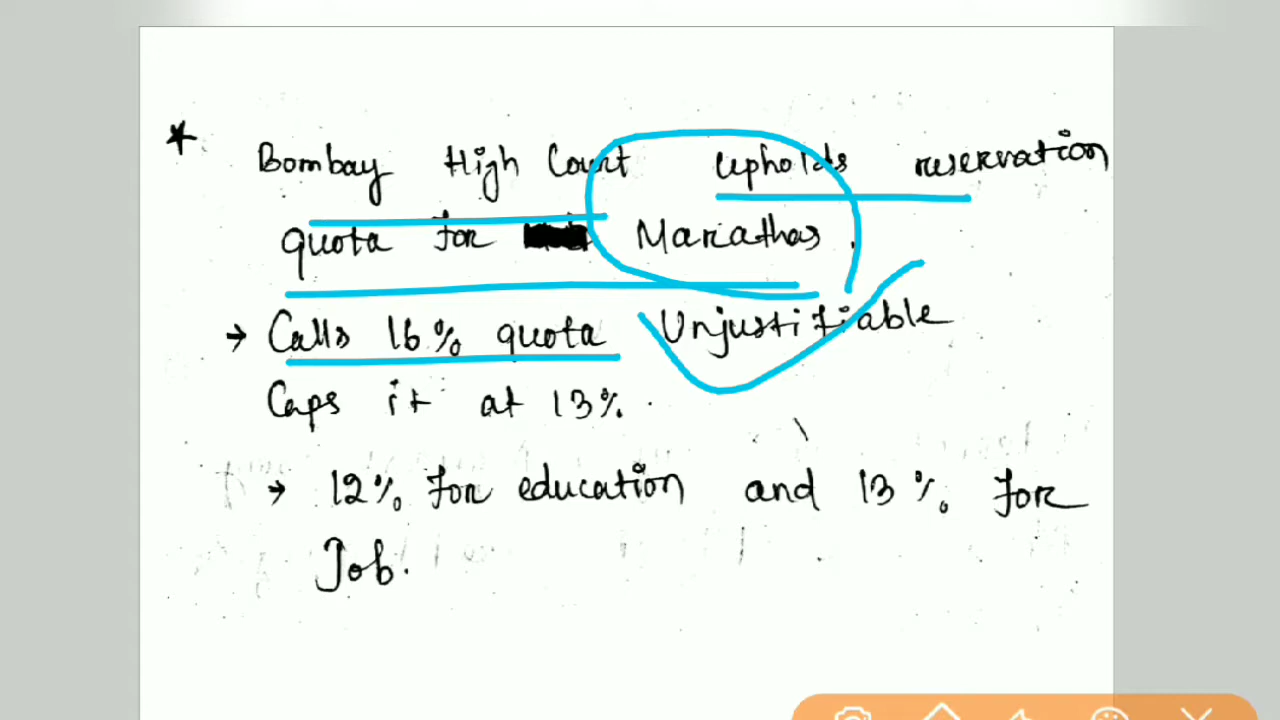 * Bombay High Court upholds reservation
quota for Marathas.
→ Calls 16% quota Unjustifiable
Caps it at 13%.
→ 12% for education and 13% for
Job.